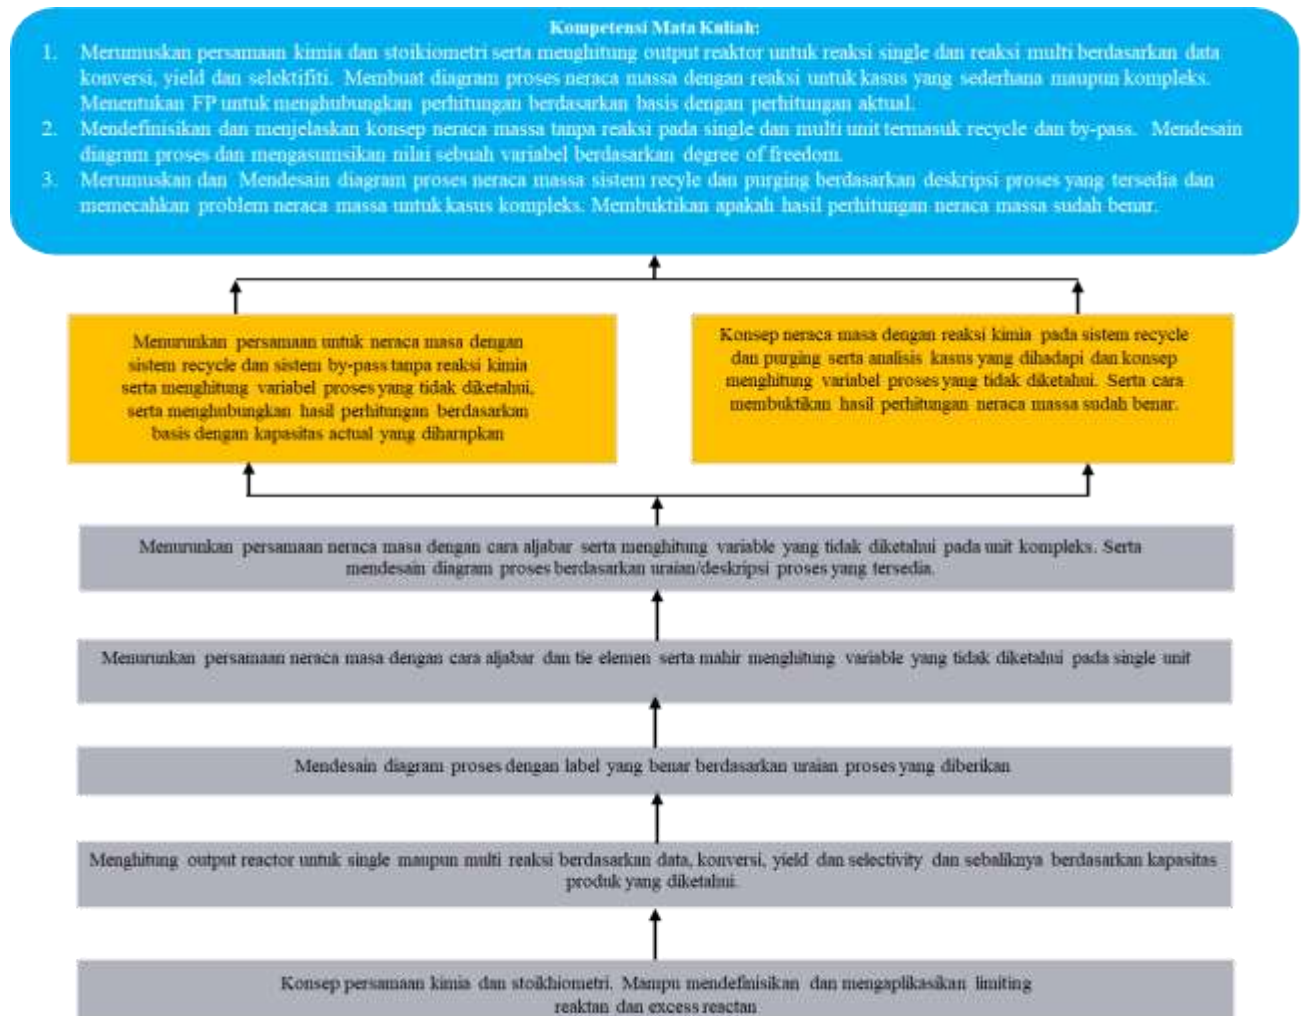 Kompetensi Mata Kuliah:
1. Merumuskan persamaan kimia dan stoikiometri serta menghitung output reaktor untuk reaksi single dan reaksi multi berdasarkan data
konversi, yield dan selektifiti. Membuat diagram proses neraca massa dengan reaksi untuk kasus yang sederhana maupun kompleks.
Menentukan FP untuk menghubungkan perhitungan berdasarkan basis dengan perhitungan aktual.
2. Mendefinisikan dan menjelaskan konsep neraca massa tanpa reaksi pada single dan multi unit termasuk recycle dan by-pass. Mendesain
diagram proses dan mengasumsikan nilai sebuah variabel berdasarkan degree of freedom.
3. Merumuskan dan Mendesain diagram proses neraca massa sistem recyle dan purging berdasarkan deskripsi proses yang tersedia dan
memecahkan problem neraca massa untuk kasus kompleks. Membuktikan apakah hasil perhitungan neraca massa sudah benar.
Menurunkan persamaan untuk neraca masa dengan
sistem recycle dan sistem by-pass tanpa reaksi kimia
serta menghitung variabel proses yang tidak diketahui,
serta menghubungkan hasil perhitungan berdasarkan
basis dengan kapasitas actual yang diharapkan
Konsep neraca masa dengan reaksi kimia pada sistem recycle
dan purging serta analisis kasus yang dihadapi dan konsep
menghitung variabel proses yang tidak diketahui. Serta cara
membuktikan hasil perhitungan neraca massa sudah benar.
Menurunkan persamaan neraca masa dengan cara aljabar serta menghitung variable yang tidak diketahui pada unit kompleks. Serta
mendesain diagram proses berdasarkan uraian/deskripsi proses yang tersedia.
Menurunkan persamaan neraca masa dengan cara aljabar dan tie elemen serta mahir menghitung variable yang tidak diketahui pada single unit
Mendesain diagram proses dengan label yang benar berdasarkan uraian proses yang diberikan
Menghitung output reactor untuk single maupun multi reaksi berdasarkan data, konversi, yield dan selectivity dan sebaliknya berdasarkan kapasitas
produk yang diketahui.
Konsep persamaan kimia dan stoikhiometri. Mampu mendefinisikan dan mengaplikasikan limiting
reaktan dan excess reactan